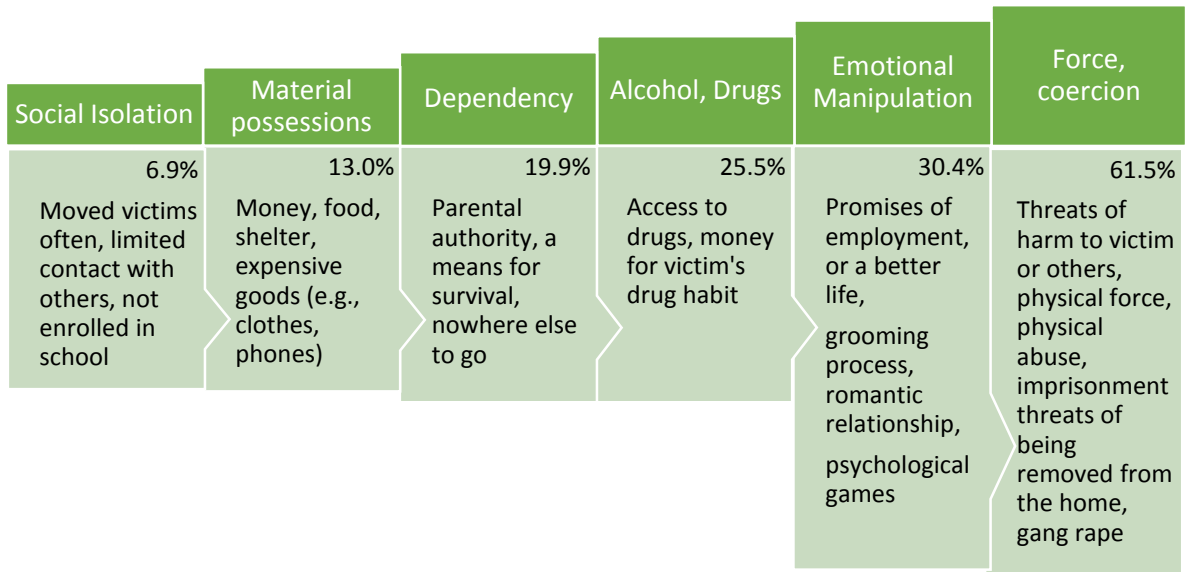 Social Isolation
6.9%
Moved victims
often, limited
contact with
others, not
enrolled in
school
Material
possessions
13.0%
Money, food,
shelter,
expensive
goods (e.g.,
clothes,
phones)
Dependency
19.9%
Parental
authority, a
means for
survival,
nowhere else
to go
Alcohol, Drugs
25.5%
Access to
drugs, money
for victim's
drug habit
Emotional
Manipulation
30.4%
Promises of
employment,
or a better
life,
grooming
process,
romantic
relationship,
psychological
games
Force,
coercion
61.5%
Threats of
harm to victim
or others,
physical force,
physical
abuse,
imprisonment
threats of
being
removed from
the home,
gang rape